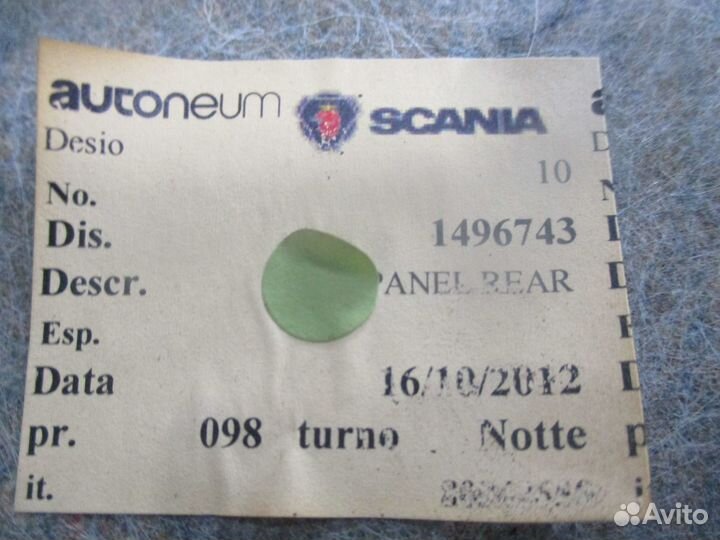 autoneum SCANIA
Desio
No. 10
Dis. 1496743
Descr. PANEL REAR
Esp.
Data 16/10/2012
pr. 098 turno Notte
it.
Avito